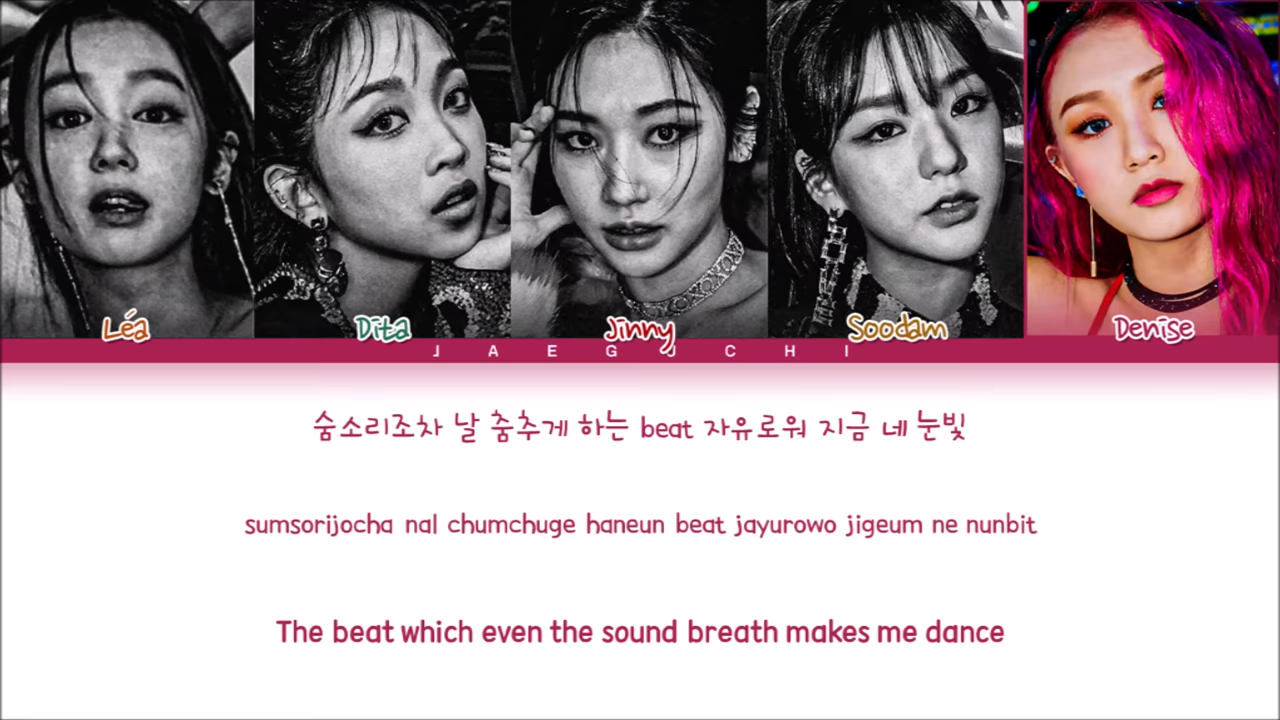 Léa Dita Jinny Soodam Denise
JAEGUCHI
숨소리조차 날 춤추게 하는 beat 자유로워 지금 네 눈빛
sumsorijocha nal chumchuge haneun beat jayurowo jigeum ne nunbit
The beat which even the sound breath makes me dance